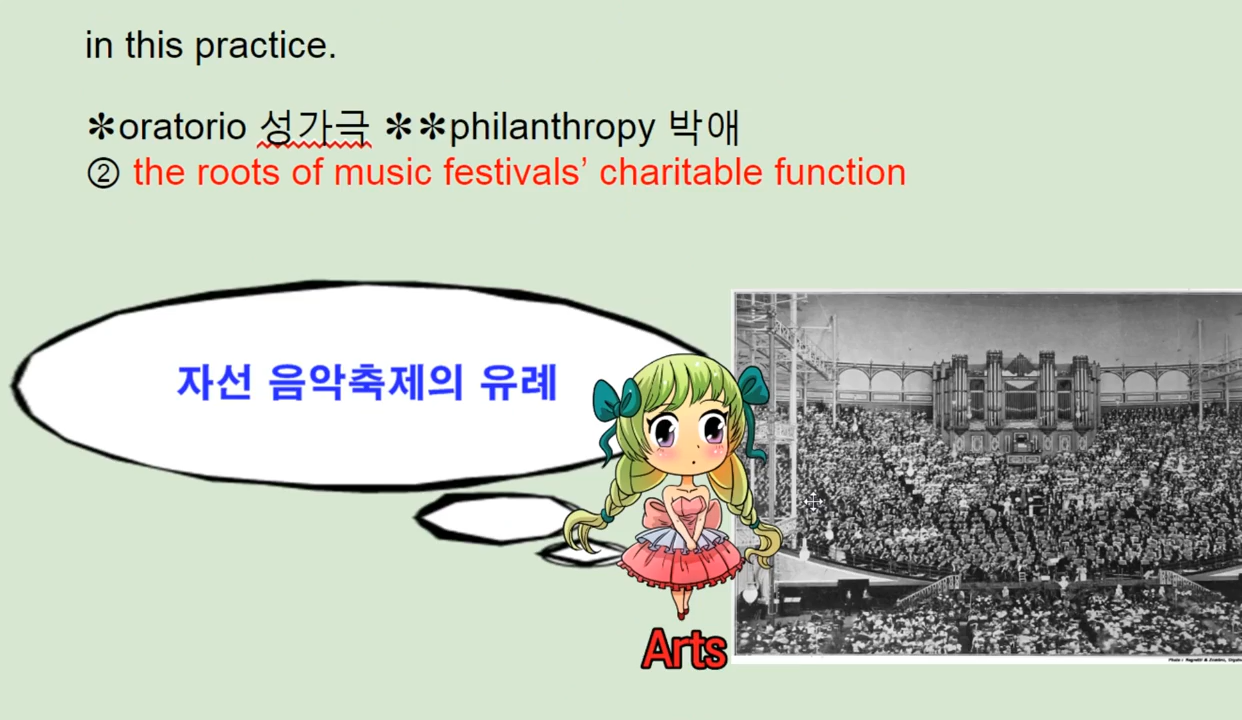 in this practice.
✻oratorio 성가극 ✻✻philanthropy 박애
② the roots of music festivals’ charitable function
자선 음악축제의 유례
Arts